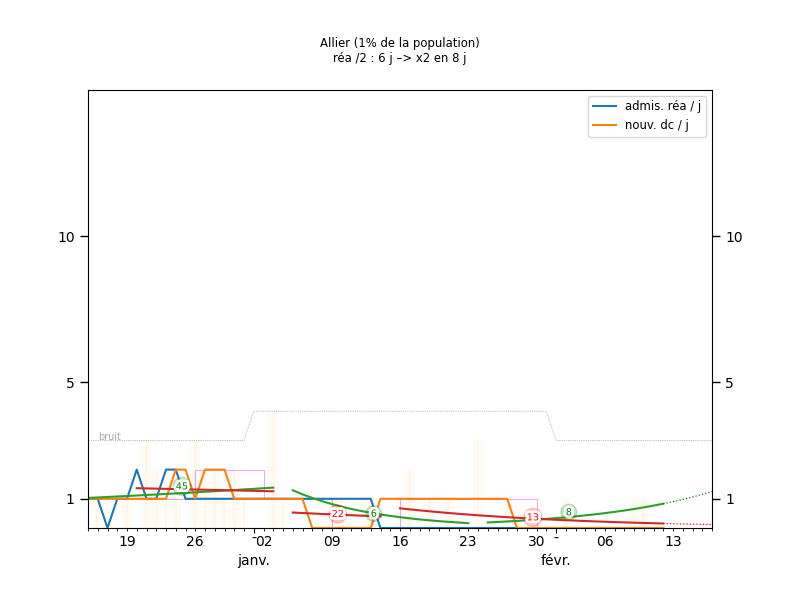 Allier (1% de la population)
réa /2 : 6 j –> x2 en 8 j
admis. réa / j
nouv. dc / j
10
10
5
5
bruit
1
1
45
22
6
13
8
19
26
02
09
16
23
30
06
13
janv.
févr.